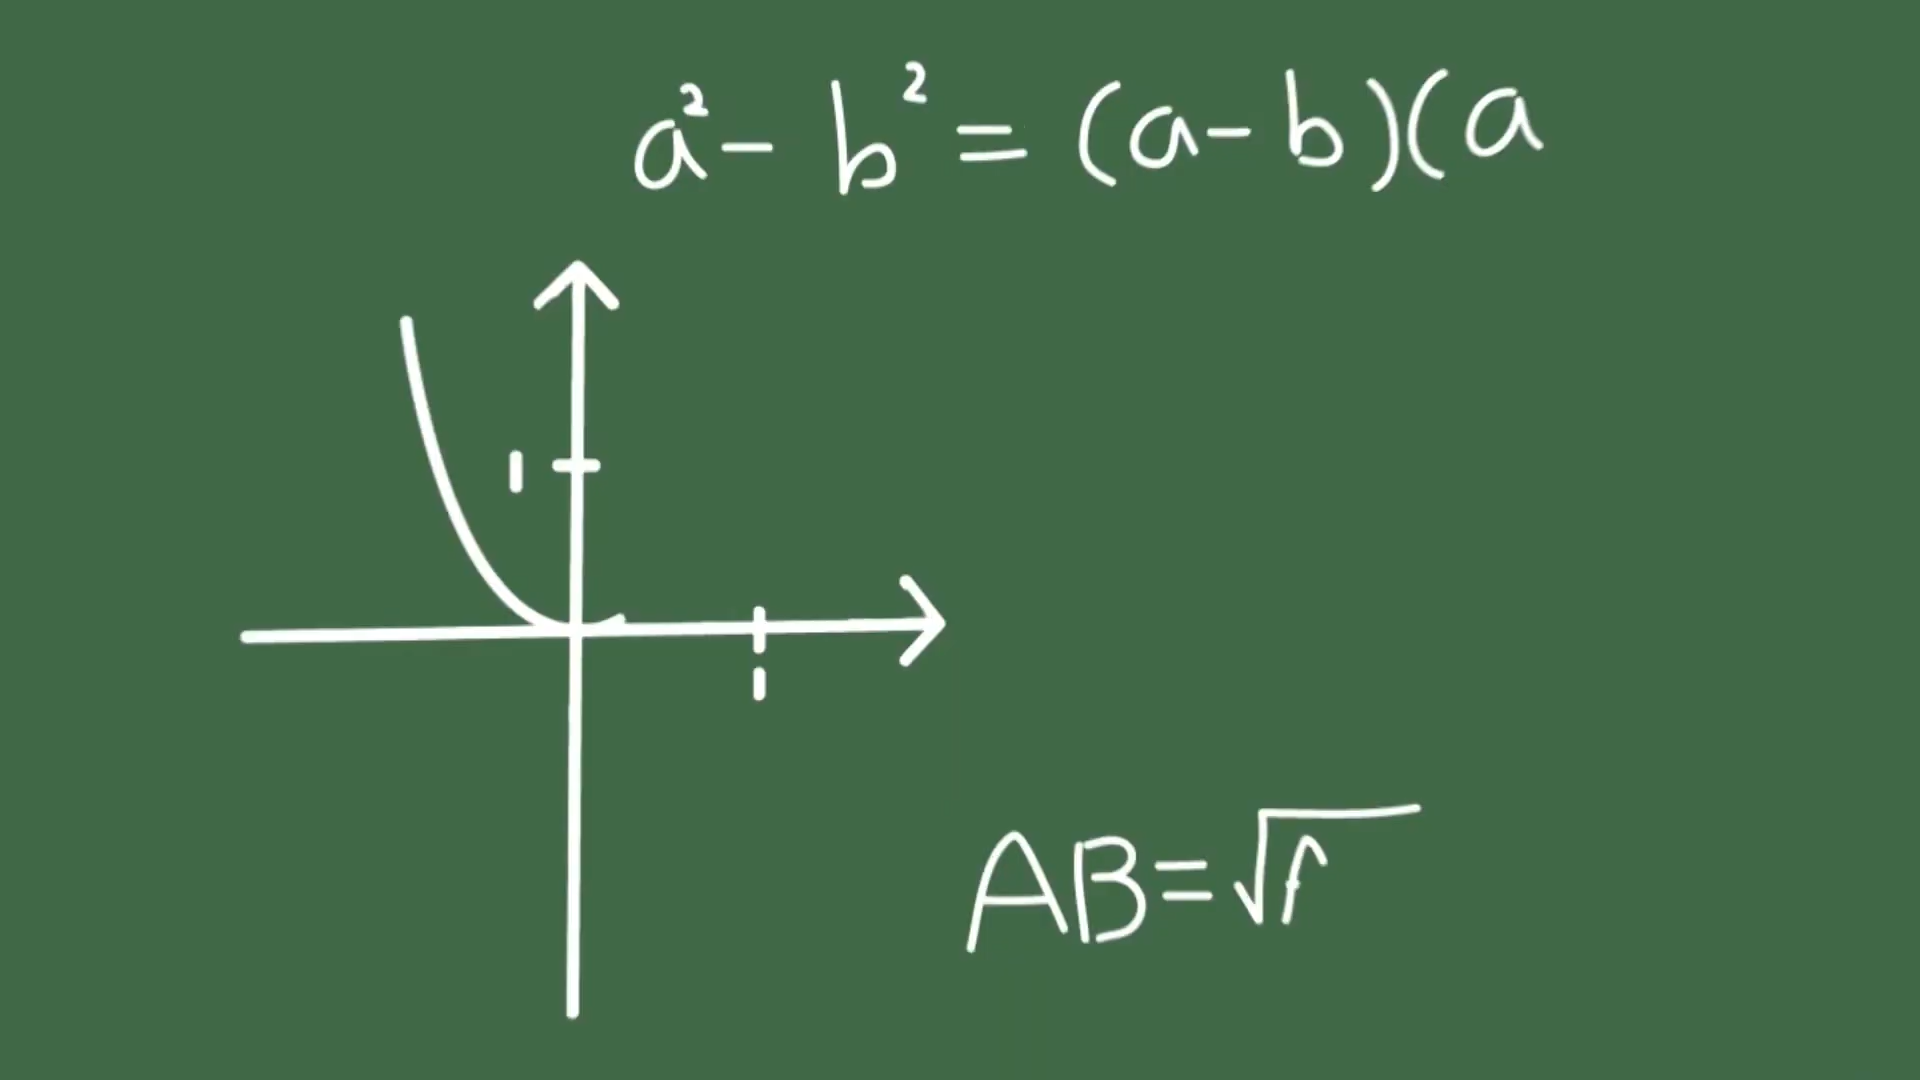 a² - b² = (a - b)(a
1
1
AB = √